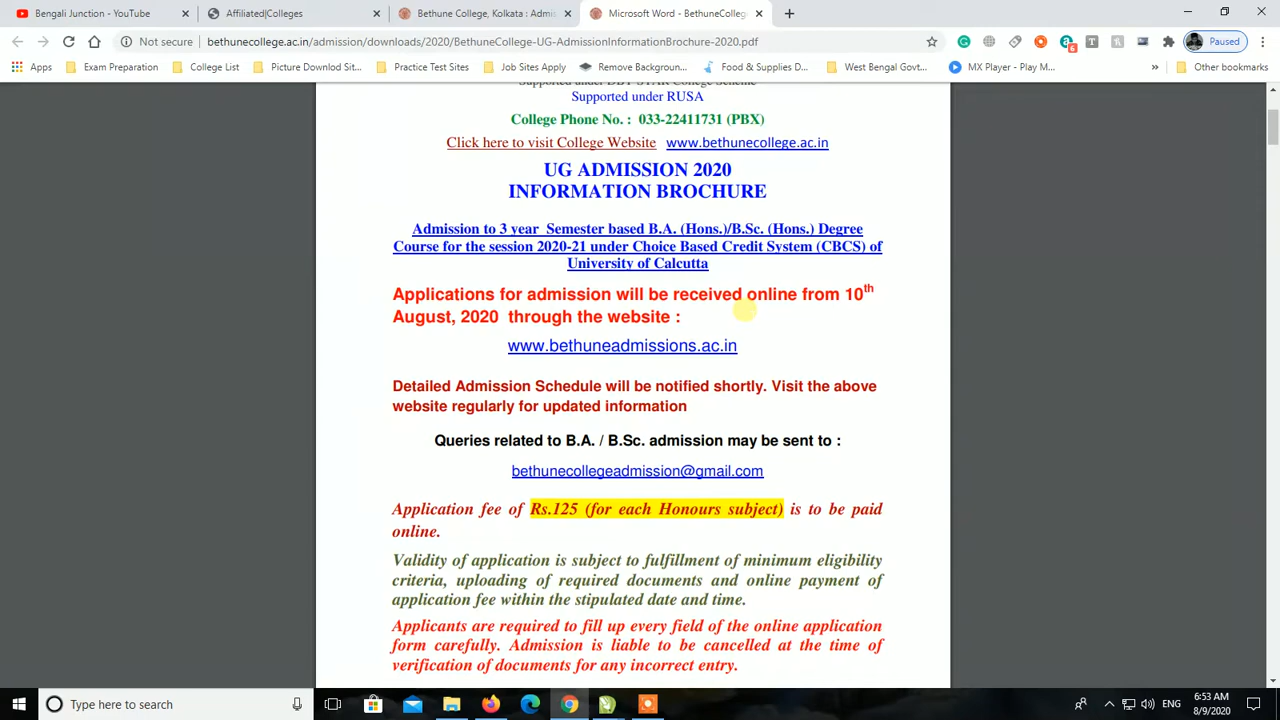 Bengali Junction - YouTube
Affiliated|Colleges
Bethune College, Kolkata : Admis
Microsoft Word - BethuneColleg
Not secure | bethunecollege.ac.in/admission/downloads/2020/BethuneCollege-UG-AdmissionInformationBrochure-2020.pdf
6
Paused
Apps
Exam Preparation
College List
Picture Downlod Sit...
Practice Test Sites
Job Sites Apply
Remove Backgroun...
Food & Supplies D...
West Bengal Govt...
MX Player - Play M...
»
Other bookmarks
Supported under DBT STAR College Scheme
Supported under RUSA
College Phone No. : 033-22411731 (PBX)
Click here to visit College Website www.bethunecollege.ac.in
UG ADMISSION 2020
INFORMATION BROCHURE
Admission to 3 year Semester based B.A. (Hons.)/B.Sc. (Hons.) Degree
Course for the session 2020-21 under Choice Based Credit System (CBCS) of
University of Calcutta
Applications for admission will be received online from 10th
August, 2020 through the website :
www.bethuneadmissions.ac.in
Detailed Admission Schedule will be notified shortly. Visit the above
website regularly for updated information
Queries related to B.A. / B.Sc. admission may be sent to :
bethunecollegeadmission@gmail.com
Application fee of Rs.125 (for each Honours subject) is to be paid
online.
Validity of application is subject to fulfillment of minimum eligibility
criteria, uploading of required documents and online payment of
application fee within the stipulated date and time.
Applicants are required to fill up every field of the online application
form carefully. Admission is liable to be cancelled at the time of
verification of documents for any incorrect entry.
Type here to search
6:53 AM
8/9/2020